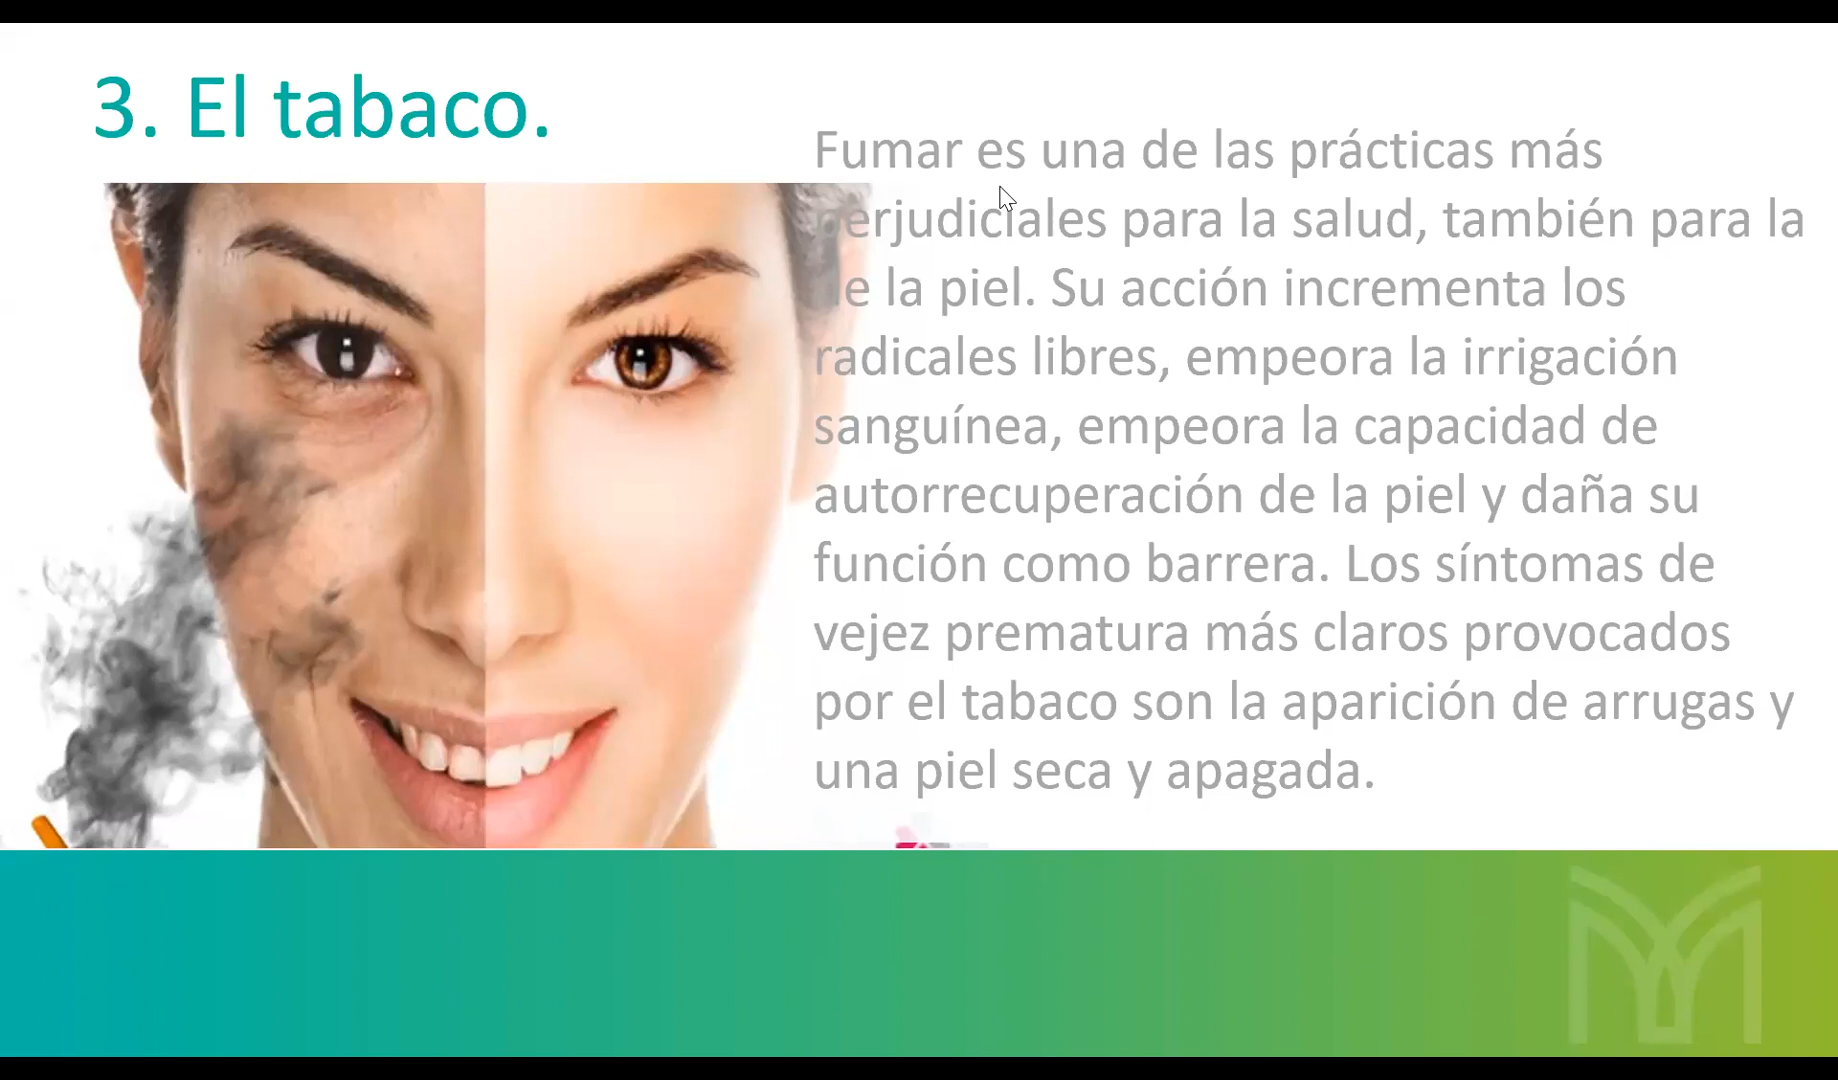 3. El tabaco.
Fumar es una de las prácticas más
perjudiciales para la salud, también para la
de la piel. Su acción incrementa los
radicales libres, empeora la irrigación
sanguínea, empeora la capacidad de
autorrecuperación de la piel y daña su
función como barrera. Los síntomas de
vejez prematura más claros provocados
por el tabaco son la aparición de arrugas y
una piel seca y apagada.